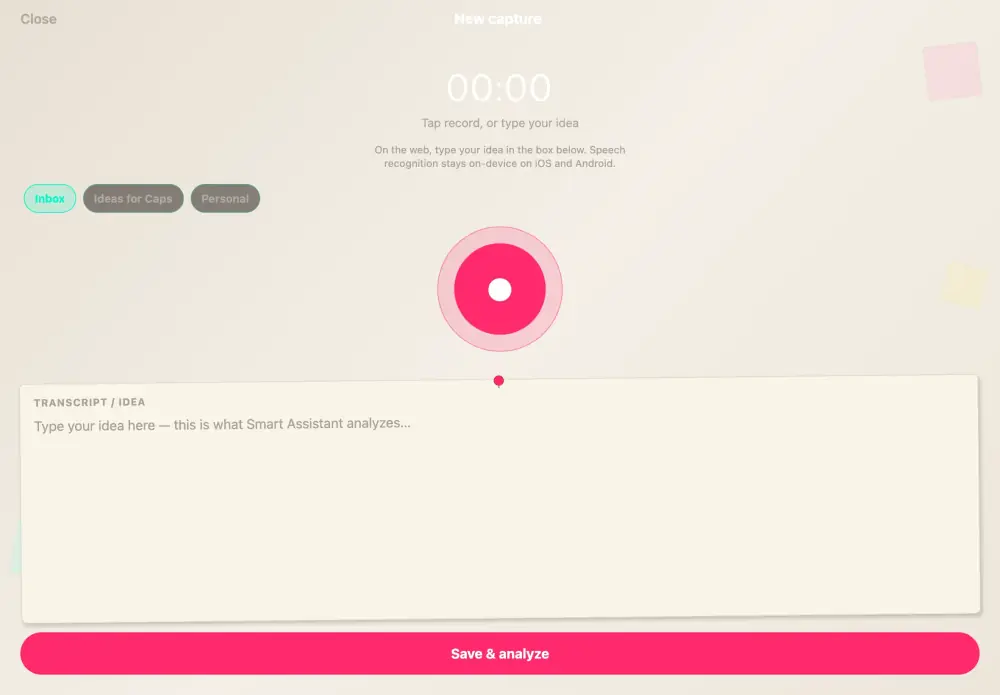 Close
New capture
00:00
Tap record, or type your idea
On the web, type your idea in the box below. Speech
recognition stays on-device on iOS and Android.
Inbox
Ideas for Caps
Personal
TRANSCRIPT / IDEA
Type your idea here — this is what Smart Assistant analyzes...
Save & analyze